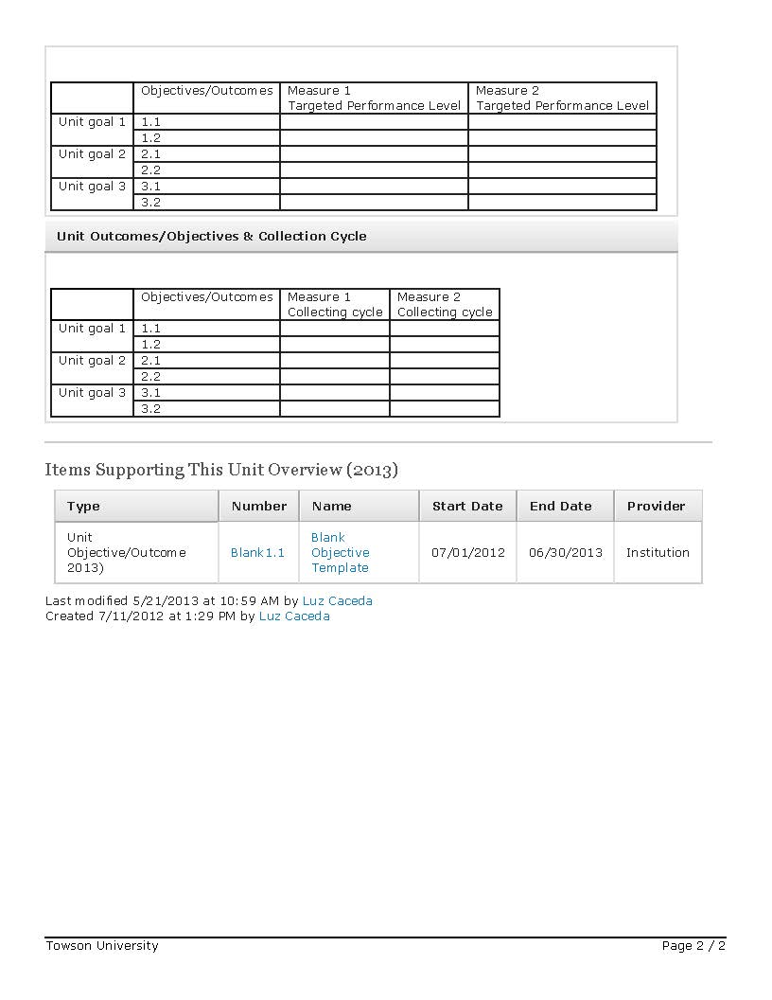 Objectives/Outcomes Measure 1 Measure 2
Targeted Performance Level Targeted Performance Level
Unit goal 1 1.1
1.2
Unit goal 2 2.1
2.2
Unit goal 3 3.1
3.2
Unit Outcomes/Objectives & Collection Cycle
Objectives/Outcomes Measure 1 Measure 2
Collecting cycle Collecting cycle
Unit goal 1 1.1
1.2
Unit goal 2 2.1
2.2
Unit goal 3 3.1
3.2
Items Supporting This Unit Overview (2013)
Type Number Name Start Date End Date Provider
Unit Blank
Objective/Outcome Blank1.1 Objective 07/01/2012 06/30/2013 Institution
2013) Template
Last modified 5/21/2013 at 10:59 AM by Luz Caceda
Created 7/11/2012 at 1:29 PM by Luz Caceda
Towson University Page 2 / 2